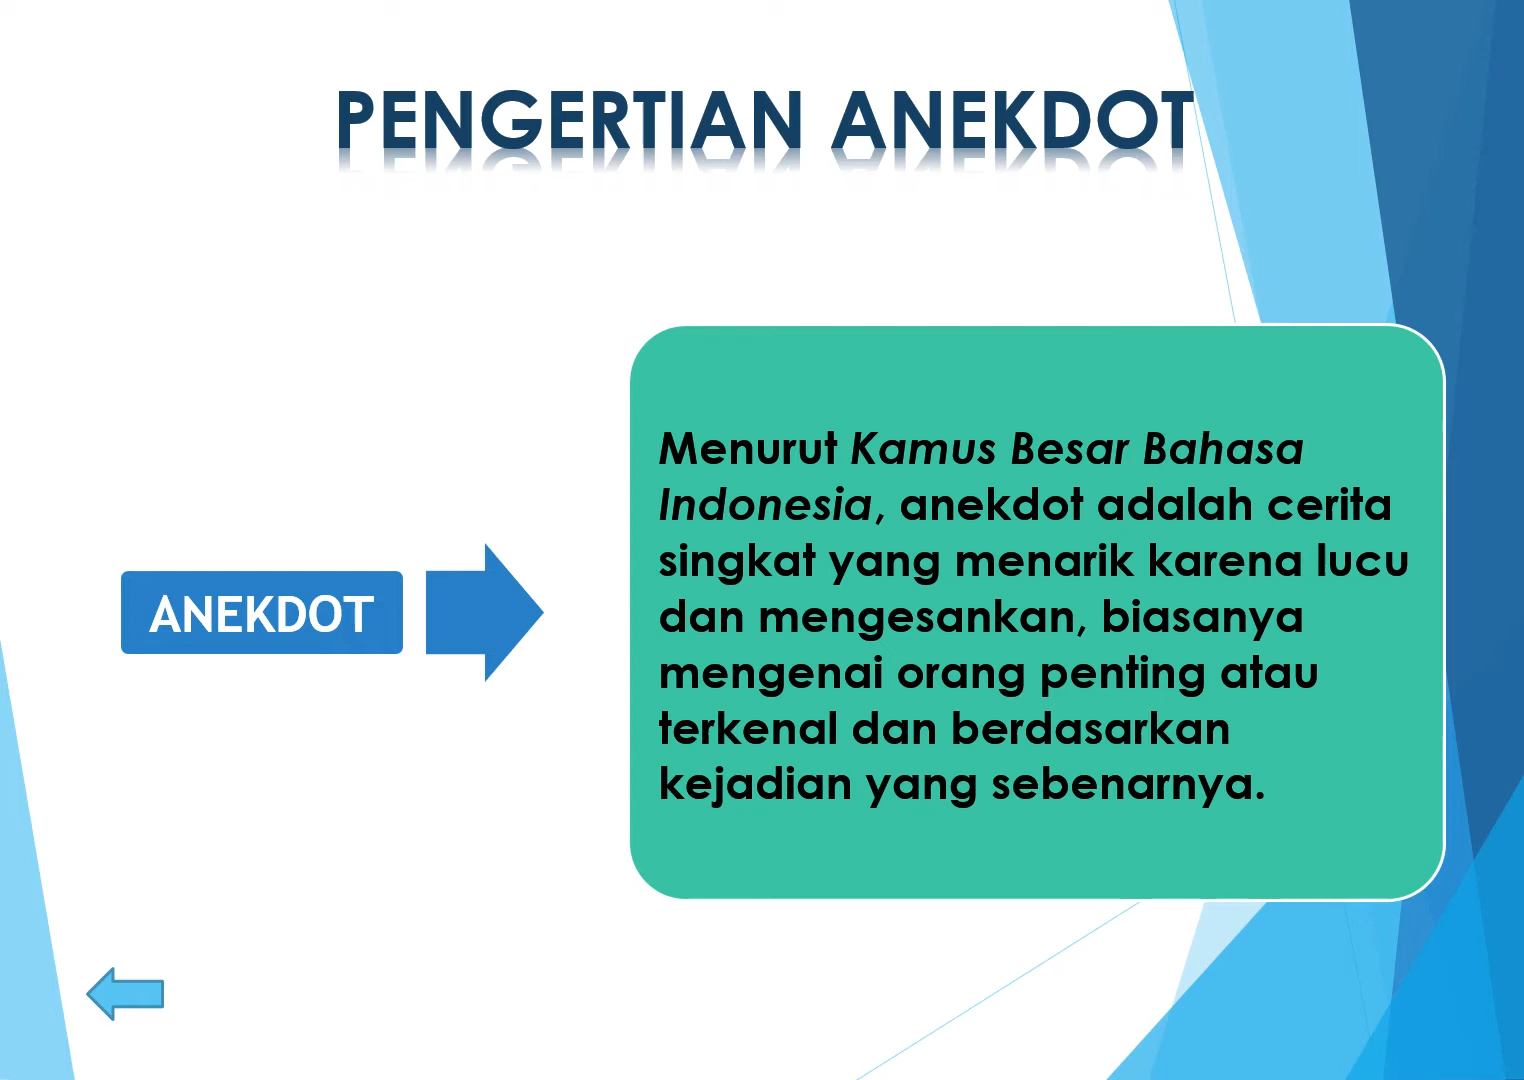 PENGERTIAN ANEKDOT
ANEKDOT
Menurut Kamus Besar Bahasa
Indonesia, anekdot adalah cerita
singkat yang menarik karena lucu
dan mengesankan, biasanya
mengenai orang penting atau
terkenal dan berdasarkan
kejadian yang sebenarnya.